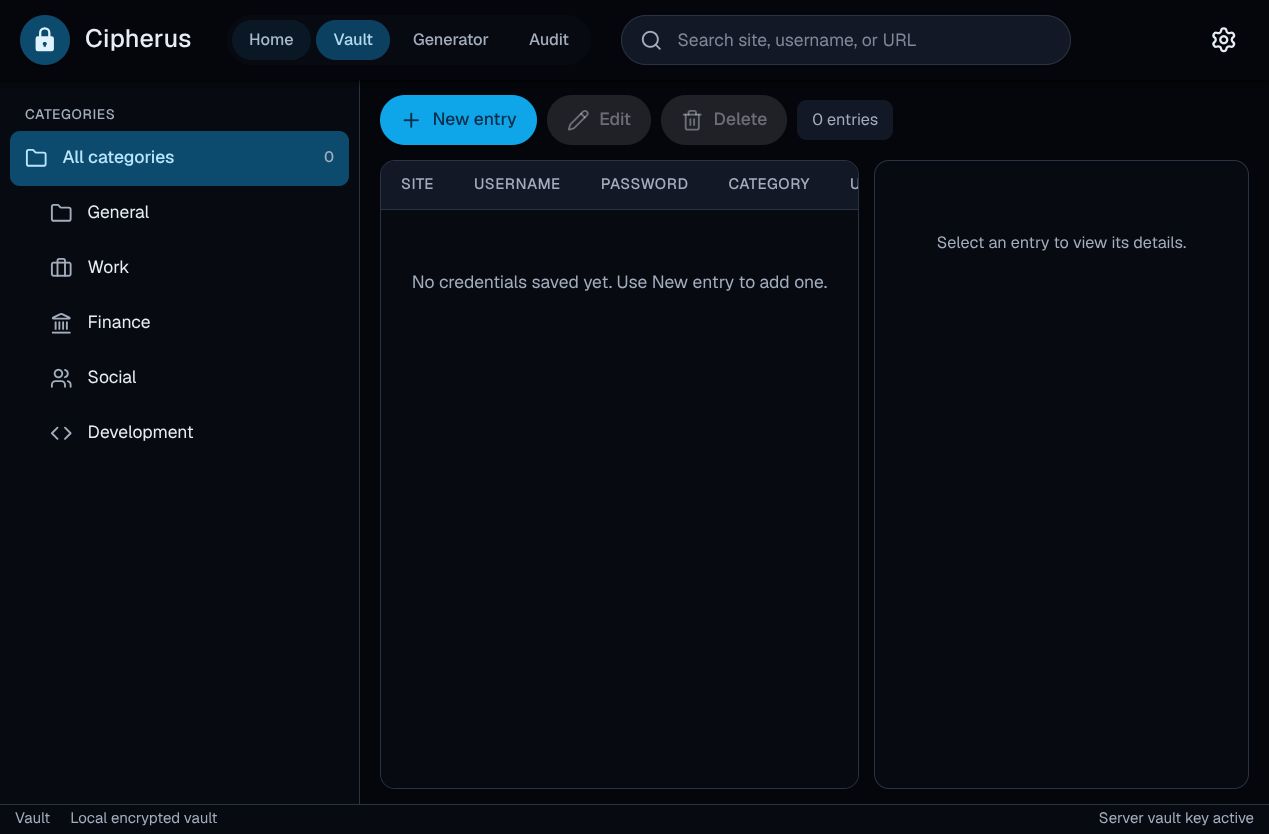 Cipherus
Home
Vault
Generator
Audit
Search site, username, or URL
CATEGORIES
All categories 0
General
Work
Finance
Social
Development
New entry
Edit
Delete
0 entries
SITE USERNAME PASSWORD CATEGORY
No credentials saved yet. Use New entry to add one.
Select an entry to view its details.
Vault
Local encrypted vault
Server vault key active